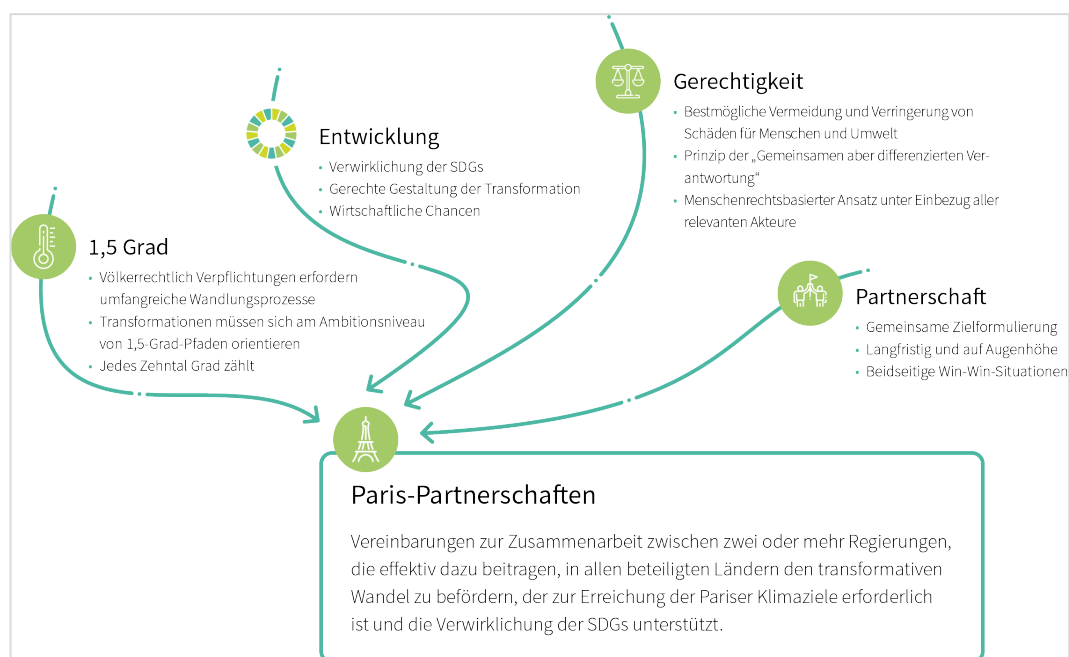 1,5 Grad
• Völkerrechtlich Verpflichtungen erfordern
umfangreiche Wandlungsprozesse
• Transformationen müssen sich am Ambitionsniveau
von 1,5-Grad-Pfaden orientieren
• Jedes Zehntal Grad zählt
Entwicklung
• Verwirklichung der SDGs
• Gerechte Gestaltung der Transformation
• Wirtschaftliche Chancen
Gerechtigkeit
• Bestmögliche Vermeidung und Verringerung von
Schäden für Menschen und Umwelt
• Prinzip der „Gemeinsamen aber differenzierten Ver-
antwortung“
• Menschenrechtsbasierter Ansatz unter Einbezug aller
relevanten Akteure
Partnerschaft
• Gemeinsame Zielformulierung
• Langfristig und auf Augenhöhe
• Beidseitige Win-Win-Situationen
Paris-Partnerschaften
Vereinbarungen zur Zusammenarbeit zwischen zwei oder mehr Regierungen,
die effektiv dazu beitragen, in allen beteiligten Ländern den transformativen
Wandel zu befördern, der zur Erreichung der Pariser Klimaziele erforderlich
ist und die Verwirklichung der SDGs unterstützt.